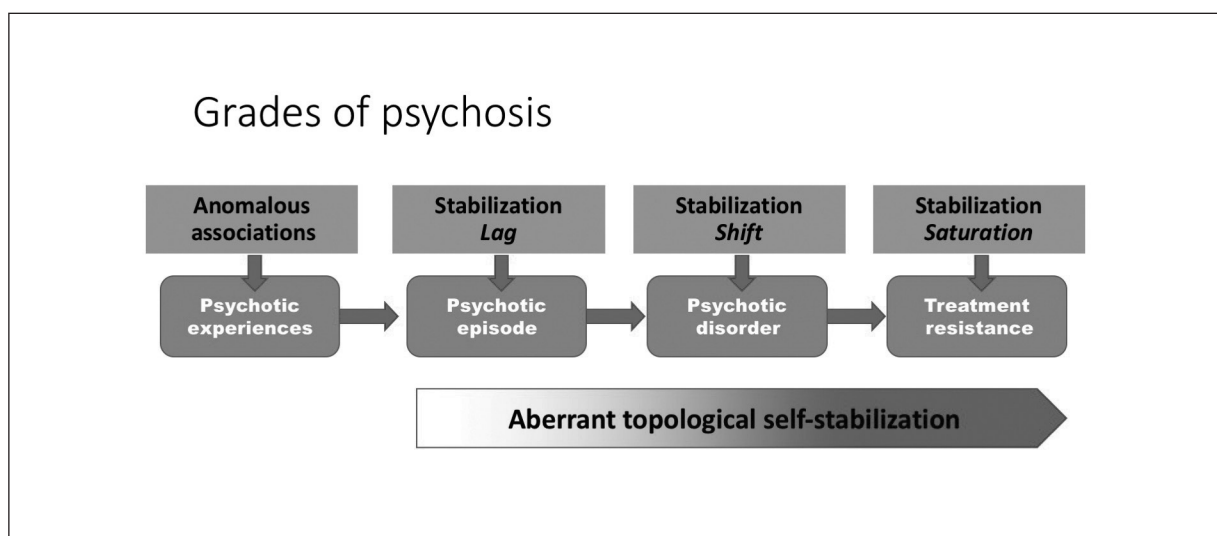 Grades of psychosis
Anomalous
associations
Stabilization
Lag
Stabilization
Shift
Stabilization
Saturation
Psychotic
experiences
Psychotic
episode
Psychotic
disorder
Treatment
resistance
Aberrant topological self-stabilization